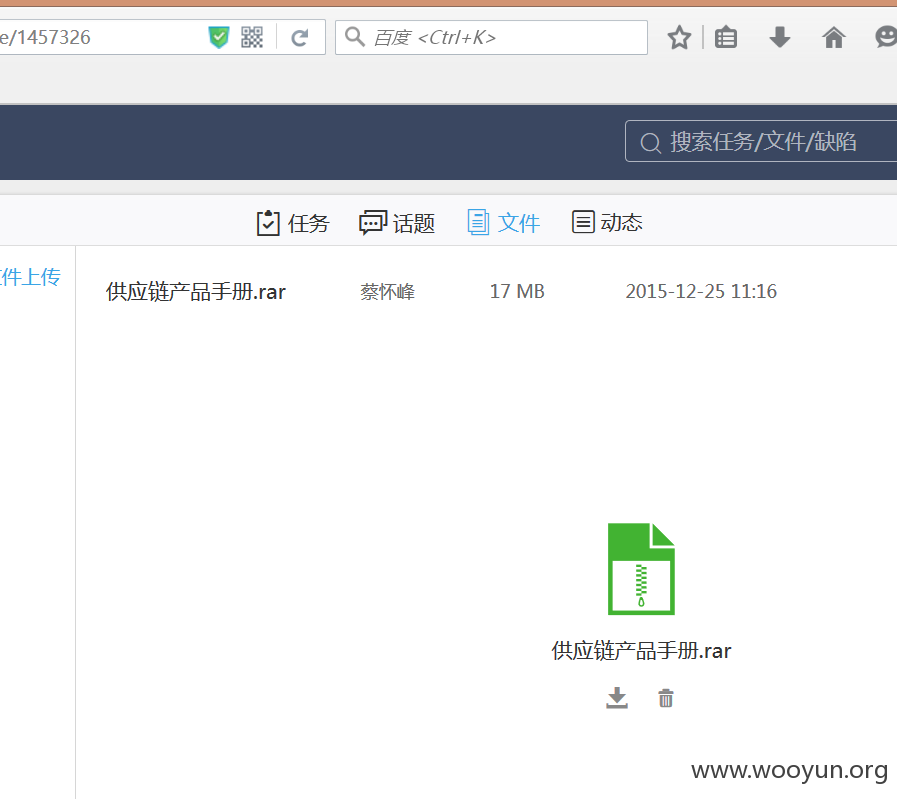 e/1457326
百度 <Ctrl+K>
搜索任务/文件/缺陷
任务 话题 文件 动态
件上传
供应链产品手册.rar 蔡怀峰 17 MB 2015-12-25 11:16
供应链产品手册.rar
www.wooyun.org